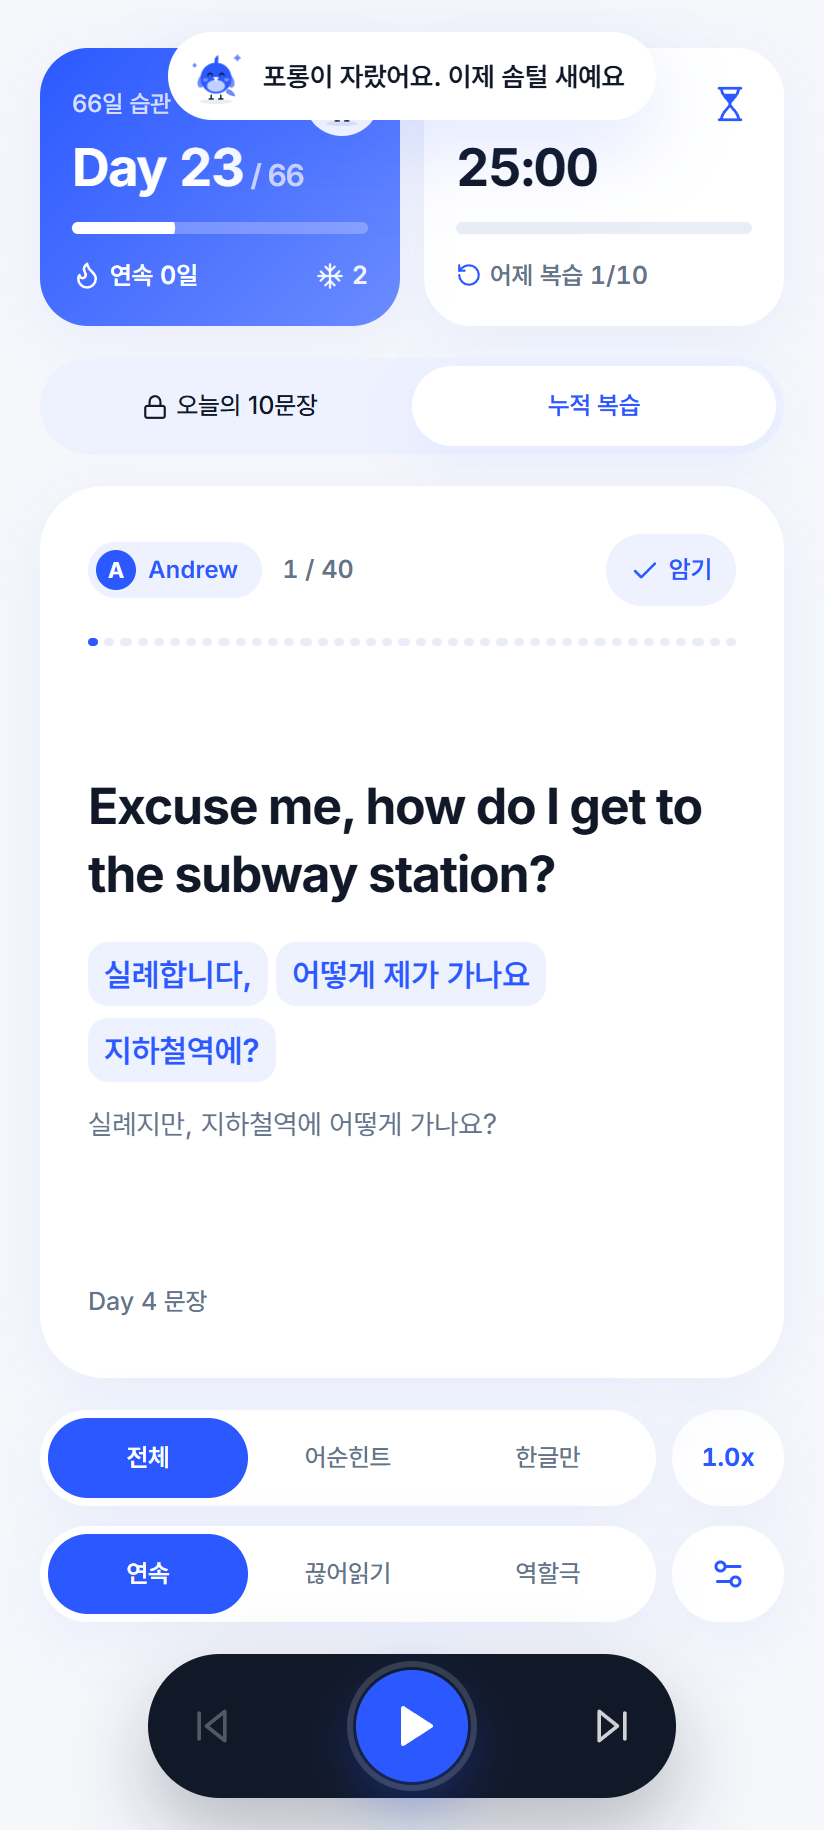 포롱이 자랐어요. 이제 솜털 새예요
66일 습관
Day 23 / 66
연속 0일
2
25:00
어제 복습 1/10
오늘의 10문장
누적 복습
A Andrew
1 / 40
암기
Excuse me, how do I get to
the subway station?
실례합니다, 어떻게 제가 가나요
지하철역에?
실례지만, 지하철역에 어떻게 가나요?
Day 4 문장
전체 어순힌트 한글만
1.0x
연속 끊어읽기 역할극